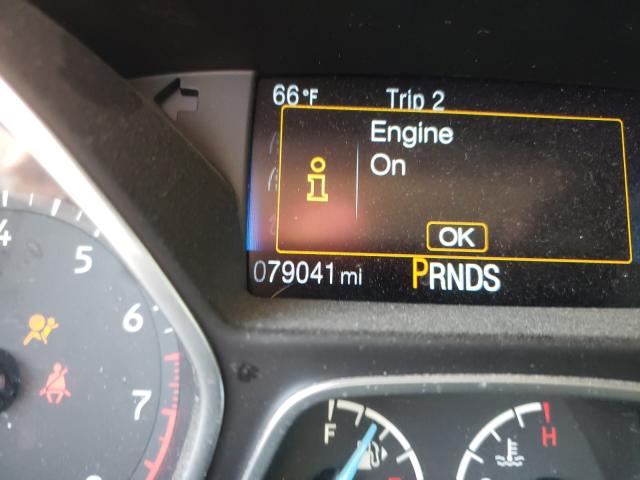 66°F Trip 2
Engine
On
OK
079041 mi PRNDS
4
5
6
7
F
H